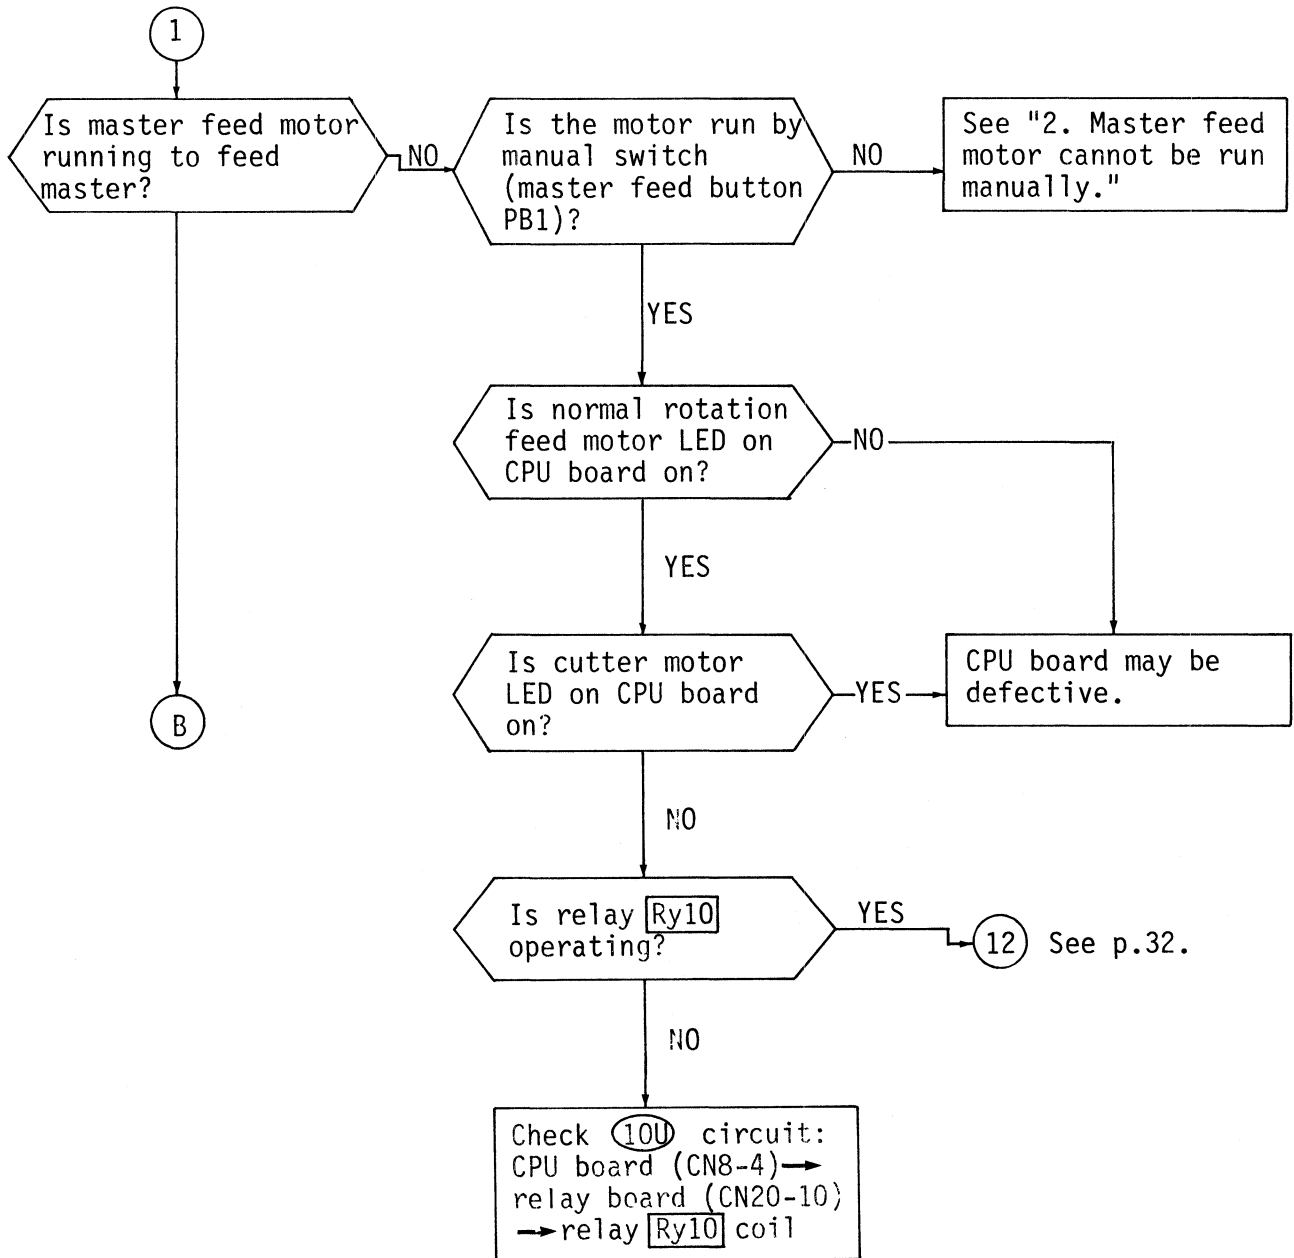 1
Is master feed motor
running to feed
master?
NO
Is the motor run by
manual switch
(master feed button
PB1)?
NO
See "2. Master feed
motor cannot be run
manually."
YES
Is normal rotation
feed motor LED on
CPU board on?
NO
YES
Is cutter motor
LED on CPU board
on?
YES
CPU board may be
defective.
B
NO
Is relay Ry10
operating?
YES
12 See p.32.
NO
Check 10U circuit:
CPU board (CN8-4)→
relay board (CN20-10)
→relay Ry10 coil